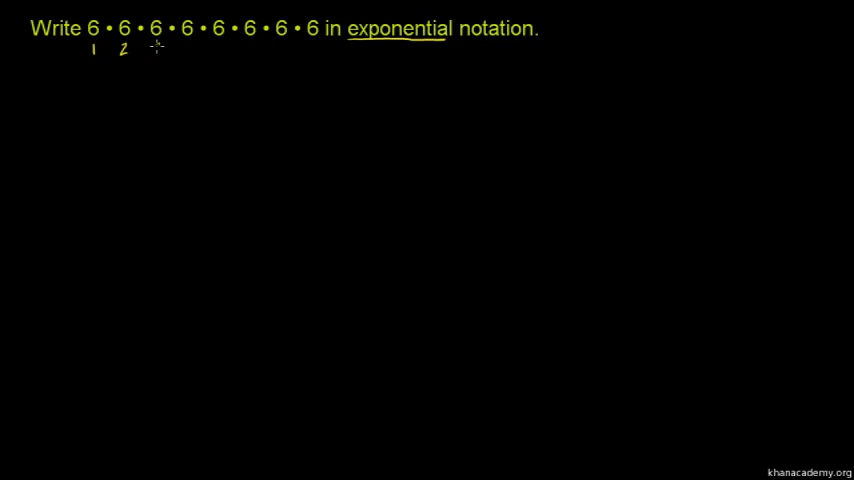 Write 6 • 6 • 6 • 6 • 6 • 6 • 6 • 6 in exponential notation.
1 2
khanacademy.org